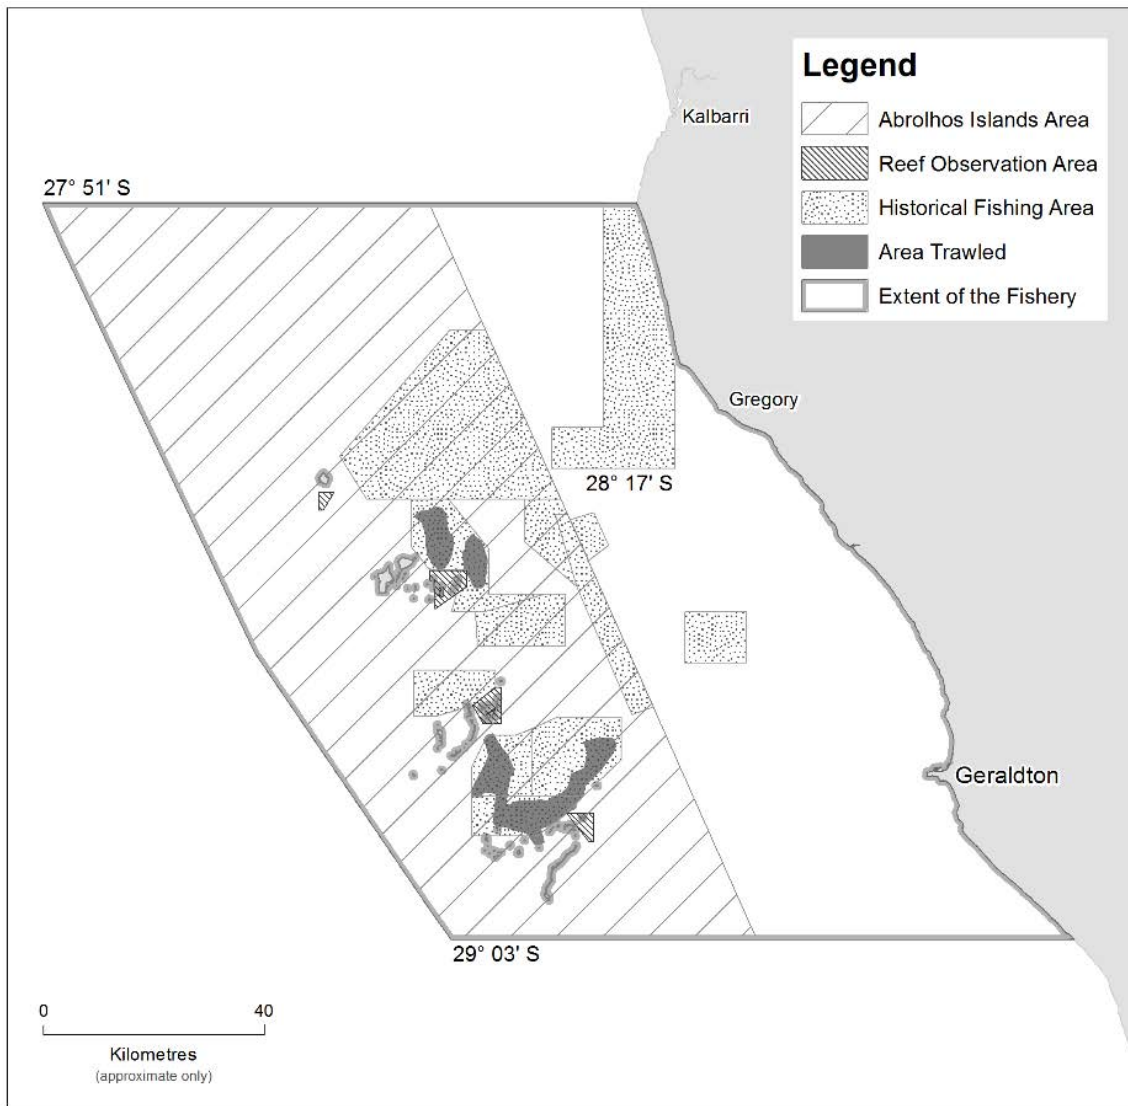 Legend
Kalbarri
Abrolhos Islands Area
Reef Observation Area
Historical Fishing Area
Area Trawled
Extent of the Fishery
27° 51' S
Gregory
28° 17' S
Geraldton
29° 03' S
0 40
Kilometres
(approximate only)